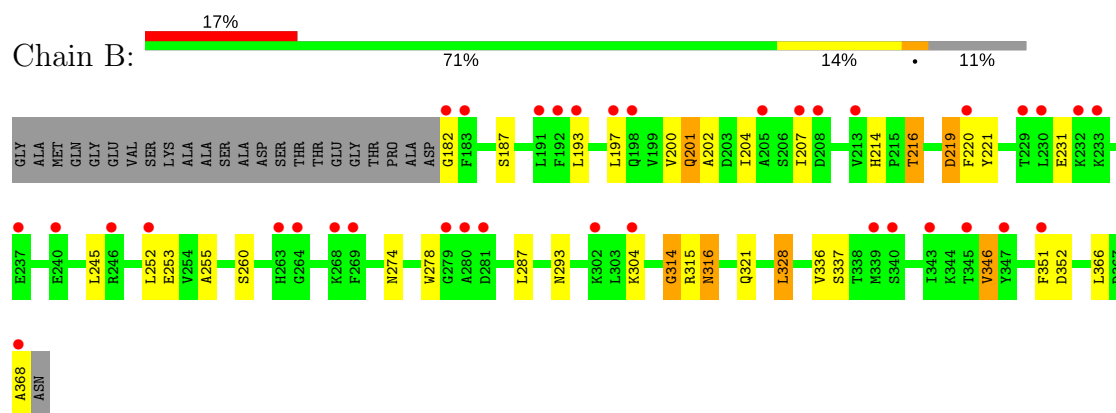 17%
Chain B:
71% 14% • 11%
GLY ALA MET GLN GLY GLU VAL SER LYS ALA ALA SER ALA ASP SER THR THR GLU GLY THR PRO ALA ASP G182 F183 S187 L191 F192 L193 L197 Q198 V199 V200 Q201 A202 D203 I204 A205 S206 I207 D208 V213 H214 P215 T216 D219 F220 Y221 T229 L230 E231 K232 K233
E237 E240 L245 R246 L252 E253 V254 A255 S260 H263 G264 K268 F269 N274 W278 G279 A280 D281 L287 N293 K302 L303 K304 G314 R315 N316 Q321 L328 V336 S337 T338 M339 S340 I343 K344 T345 V346 Y347 F351 D352 L366
A368 ASN